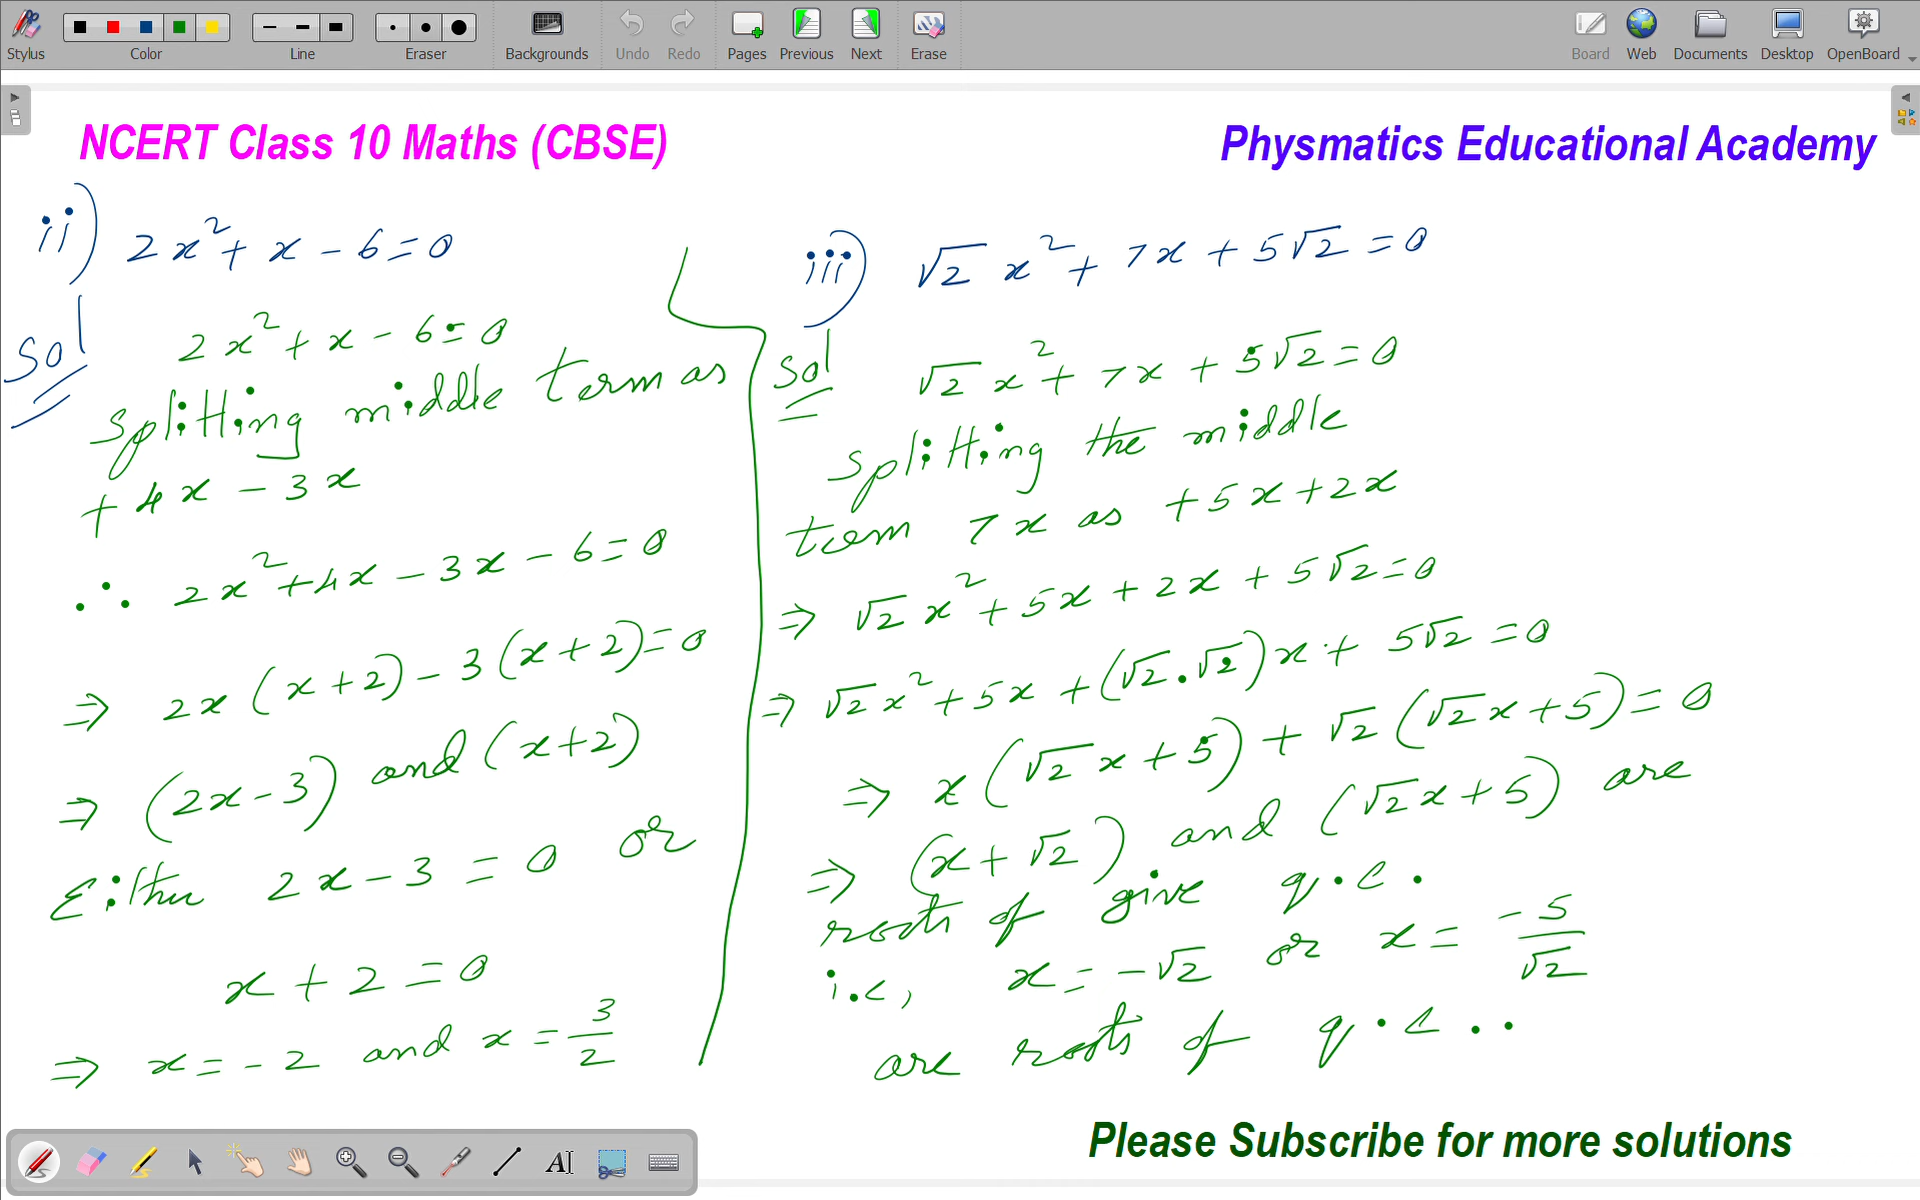 Stylus Color Line Eraser Backgrounds Undo Redo Pages Previous Next Erase Board Web Documents Desktop OpenBoard
NCERT Class 10 Maths (CBSE)
Physmatics Educational Academy
ii) 2x² + x - 6 = 0
Sol
2x² + x - 6 = 0
Splitting middle term as
+ 4x - 3x
∴ 2x² + 4x - 3x - 6 = 0
⇒ 2x (x+2) - 3 (x+2) = 0
⇒ (2x - 3) and (x+2)
Either 2x - 3 = 0 or
x + 2 = 0
⇒ x = -2 and x = 3/2
iii) √2 x² + 7x + 5√2 = 0
Sol
√2 x² + 7x + 5√2 = 0
Splitting the middle
term 7x as +5x + 2x
⇒ √2 x² + 5x + 2x + 5√2 = 0
⇒ √2 x² + 5x + (√2 . √2) x + 5√2 = 0
⇒ x (√2 x + 5) + √2 (√2 x + 5) = 0
⇒ (x + √2) and (√2 x + 5) are
roots of give q.e.
i.e, x = -√2 or x = -5/√2
are roots of q.e..
Please Subscribe for more solutions